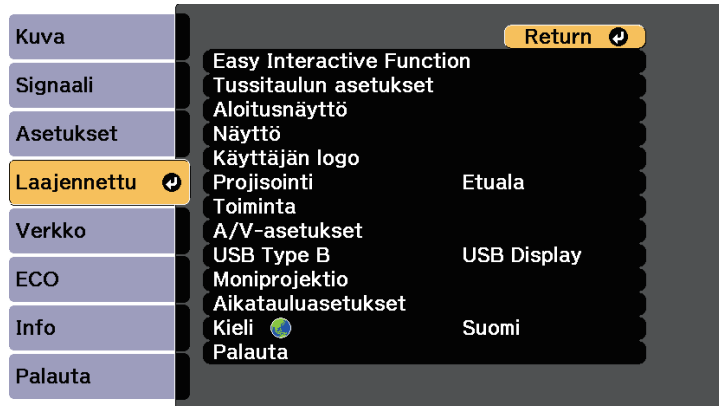 Kuva
Signaali
Asetukset
Laajennettu
Verkko
ECO
Info
Palauta
Return
Easy Interactive Function
Tussitaulun asetukset
Aloitusnäyttö
Näyttö
Käyttäjän logo
Projisointi Etuala
Toiminta
A/V-asetukset
USB Type B USB Display
Moniprojektio
Aikatauluasetukset
Kieli Suomi
Palauta